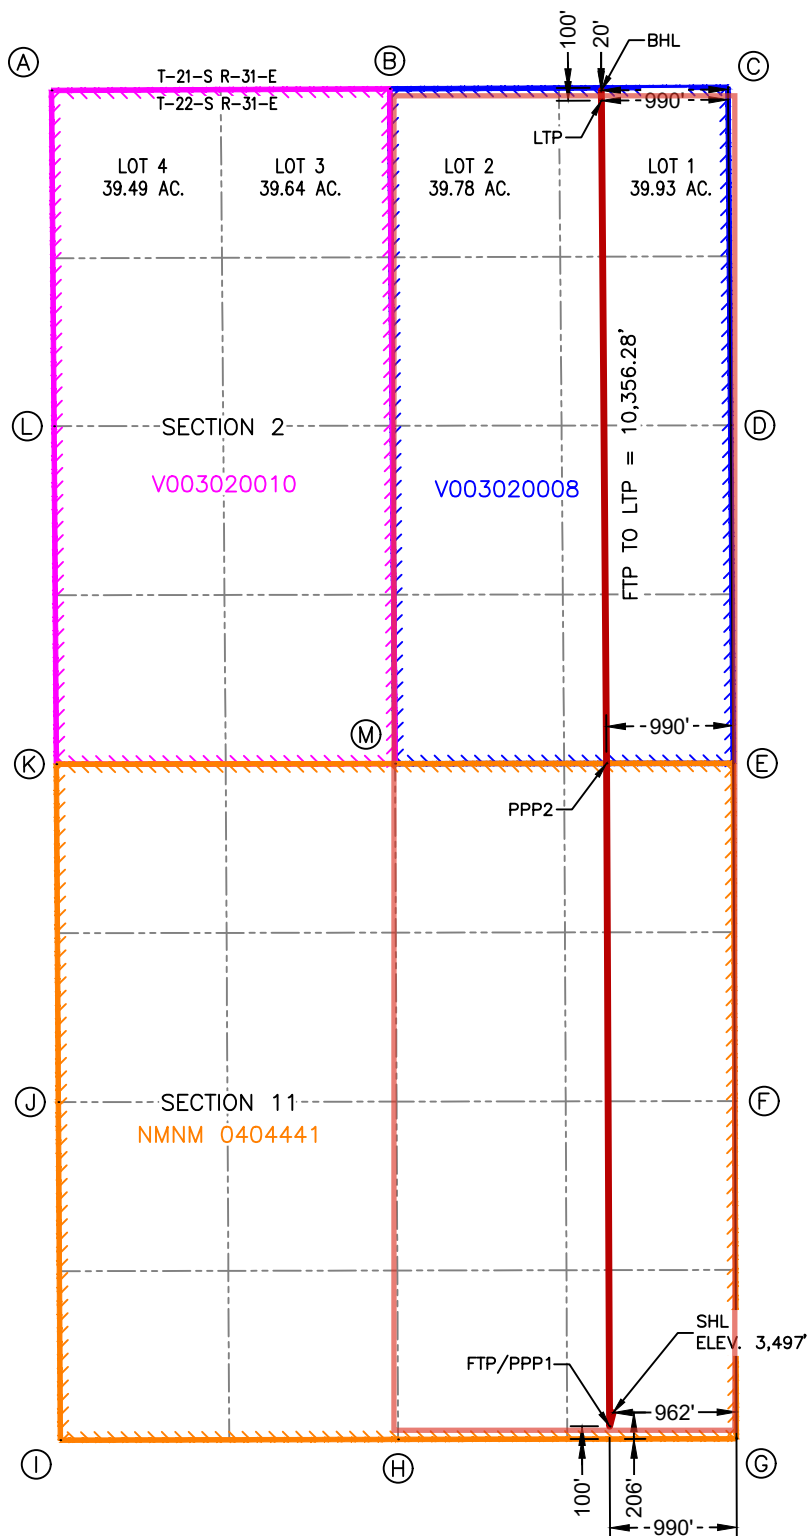 100'
20'
BHL
A
B
C
T-21-S R-31-E
T-22-S R-31-E
990'
LTP
LOT 4
39.49 AC.
LOT 3
39.64 AC.
LOT 2
39.78 AC.
LOT 1
39.93 AC.
FTP TO LTP = 10,356.28'
L
SECTION 2
D
V003020010
V003020008
M
990'
K
E
PPP2
J
SECTION 11
F
NMNM 0404441
SHL
ELEV. 3,497'
FTP/PPP1
962'
I
H
G
100'
206'
990'